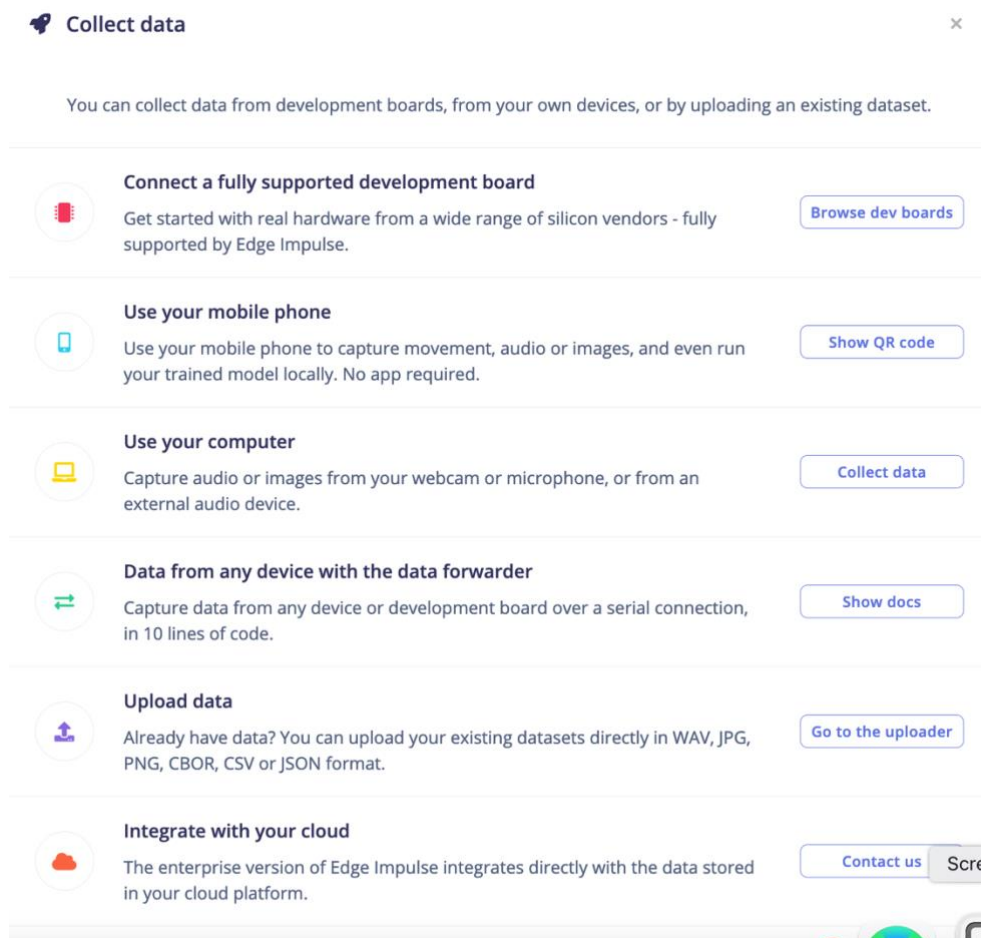 Collect data
×
You can collect data from development boards, from your own devices, or by uploading an existing dataset.
Connect a fully supported development board
Get started with real hardware from a wide range of silicon vendors - fully
supported by Edge Impulse.
Browse dev boards
Use your mobile phone
Use your mobile phone to capture movement, audio or images, and even run
your trained model locally. No app required.
Show QR code
Use your computer
Capture audio or images from your webcam or microphone, or from an
external audio device.
Collect data
Data from any device with the data forwarder
Capture data from any device or development board over a serial connection,
in 10 lines of code.
Show docs
Upload data
Already have data? You can upload your existing datasets directly in WAV, JPG,
PNG, CBOR, CSV or JSON format.
Go to the uploader
Integrate with your cloud
The enterprise version of Edge Impulse integrates directly with the data stored
in your cloud platform.
Contact us
Scre